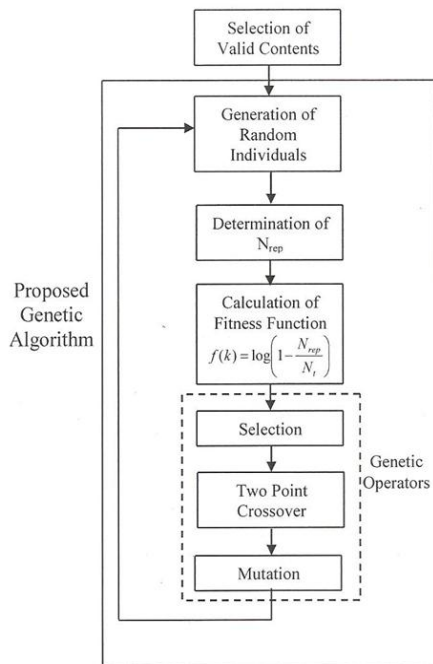 Selection of
Valid Contents
Generation of
Random
Individuals
Determination of
N_rep
Proposed
Genetic
Algorithm
Calculation of
Fitness Function
f(k) = log(1 - N_rep / N_t)
Selection
Genetic
Operators
Two Point
Crossover
Mutation